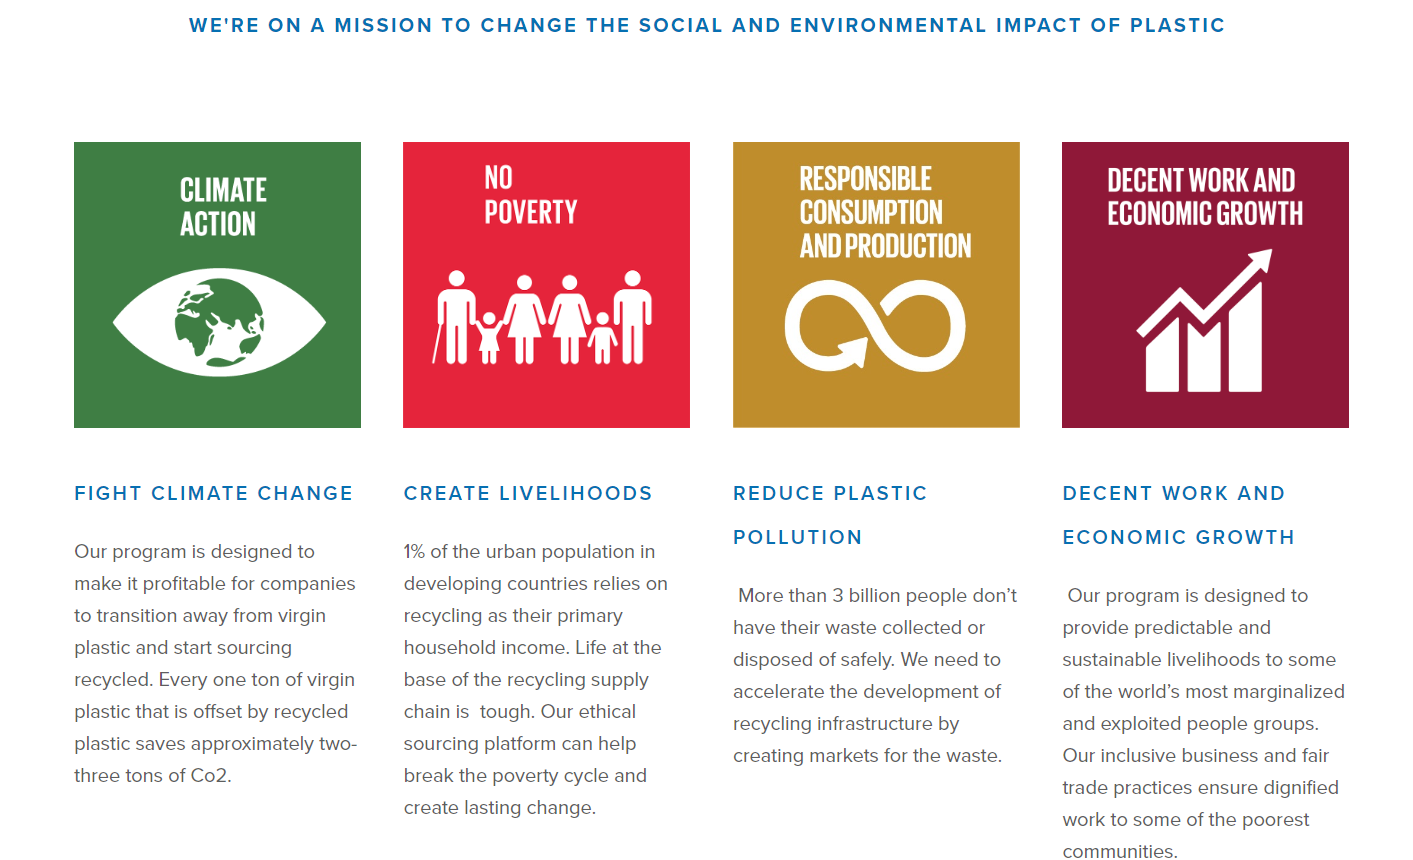 WE'RE ON A MISSION TO CHANGE THE SOCIAL AND ENVIRONMENTAL IMPACT OF PLASTIC
CLIMATE
ACTION
NO
POVERTY
RESPONSIBLE
CONSUMPTION
AND PRODUCTION
DECENT WORK AND
ECONOMIC GROWTH
FIGHT CLIMATE CHANGE
Our program is designed to
make it profitable for companies
to transition away from virgin
plastic and start sourcing
recycled. Every one ton of virgin
plastic that is offset by recycled
plastic saves approximately two-
three tons of Co2.
CREATE LIVELIHOODS
1% of the urban population in
developing countries relies on
recycling as their primary
household income. Life at the
base of the recycling supply
chain is  tough. Our ethical
sourcing platform can help
break the poverty cycle and
create lasting change.
REDUCE PLASTIC
POLLUTION
More than 3 billion people don’t
have their waste collected or
disposed of safely. We need to
accelerate the development of
recycling infrastructure by
creating markets for the waste.
DECENT WORK AND
ECONOMIC GROWTH
Our program is designed to
provide predictable and
sustainable livelihoods to some
of the world’s most marginalized
and exploited people groups.
Our inclusive business and fair
trade practices ensure dignified
work to some of the poorest
communities.